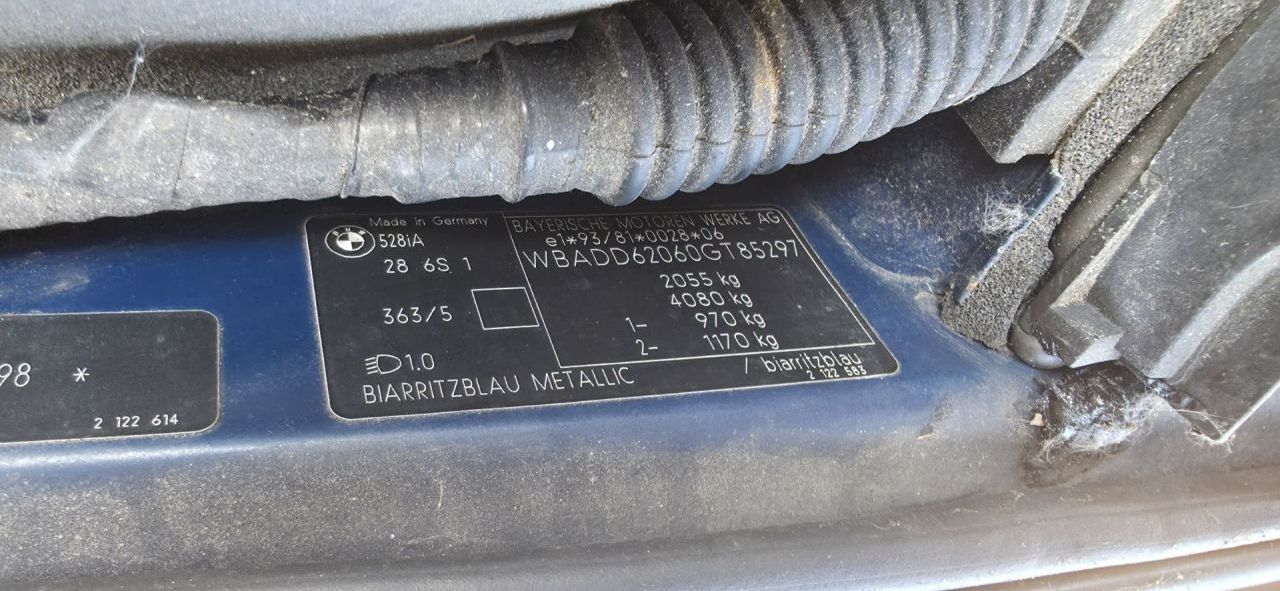 Made in Germany
528iA
28 6S 1
363/5
1.0
BIARRITZBLAU METALLIC / biarritzblau
2 122 583
BAYERISCHE MOTOREN WERKE AG
e1*93/81*0028*06
WBADD62060GT85297
2055 kg
4080 kg
1- 970 kg
2- 1170 kg
98 *
2 122 614